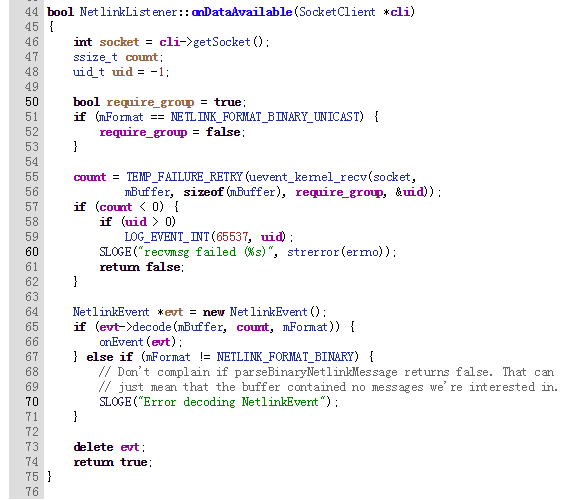 44 bool NetlinkListener::onDataAvailable(SocketClient *cli)
45 {
46     int socket = cli->getSocket();
47     ssize_t count;
48     uid_t uid = -1;
49
50     bool require_group = true;
51     if (mFormat == NETLINK_FORMAT_BINARY_UNICAST) {
52         require_group = false;
53     }
54
55     count = TEMP_FAILURE_RETRY(uevent_kernel_recv(socket,
56             mBuffer, sizeof(mBuffer), require_group, &uid));
57     if (count < 0) {
58         if (uid > 0)
59             LOG_EVENT_INT(65537, uid);
60         SLOGE("recvmsg failed (%s)", strerror(errno));
61         return false;
62     }
63
64     NetlinkEvent *evt = new NetlinkEvent();
65     if (evt->decode(mBuffer, count, mFormat)) {
66         onEvent(evt);
67     } else if (mFormat != NETLINK_FORMAT_BINARY) {
68         // Don't complain if parseBinaryNetlinkMessage returns false. That can
69         // just mean that the buffer contained no messages we're interested in.
70         SLOGE("Error decoding NetlinkEvent");
71     }
72
73     delete evt;
74     return true;
75 }
76